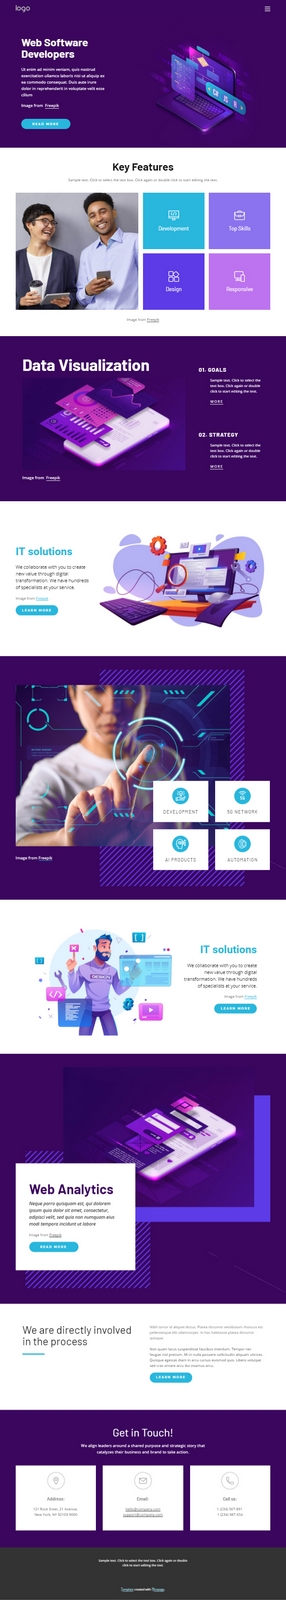 logo
Web Software
Developers
Ut enim ad minim veniam, quis nostrud
exercitation ullamco laboris nisi ut aliquip ex
ea commodo consequat. Duis aute irure
dolor in reprehenderit in voluptate velit esse
cillum
Image from Freepik
READ MORE
Key Features
Sample text. Click to select the text box. Click again or double click to start editing the text.
Development
Top Skills
Design
Responsive
Image from Freepik
Data Visualization
01. GOALS
Sample text. Click to select
the text box. Click again or
double click to start
editing the text.
MORE
02. STRATEGY
Sample text. Click to select
the text box. Click again or
double click to start
editing the text.
MORE
Image from Freepik
IT solutions
We collaborate with you to create
new value through digital
transformation. We have hundreds
of specialists at your service.
Image from Freepik
LEARN MORE
DEVELOPMENT
5G NETWORK
AI PRODUCTS
AUTOMATION
Image from Freepik
IT solutions
We collaborate with you to create
new value through digital
transformation. We have hundreds
of specialists at your service.
Image from Freepik
LEARN MORE
Web Analytics
Neque porro quisquam est, qui dolorem
ipsum quia dolor sit amet, consectetur,
adipisci velit, sed quia non numquam eius
modi tempora incidunt ut labore
Image from Freepik
READ MORE
We are directly involved
in the process
LEARN MORE
Get in Touch!
We align leaders around a shared purpose and strategic story that
catalyzes their business and brand to take action.
Address:
121 Rock Street, 21 Avenue,
New York, NY 92103-9000
Email:
hello@company.com
support@company.com
Call us:
1 (234) 567-891
1 (234) 987-654
Sample text. Click to select the text box. Click again or double
click to start editing the text.